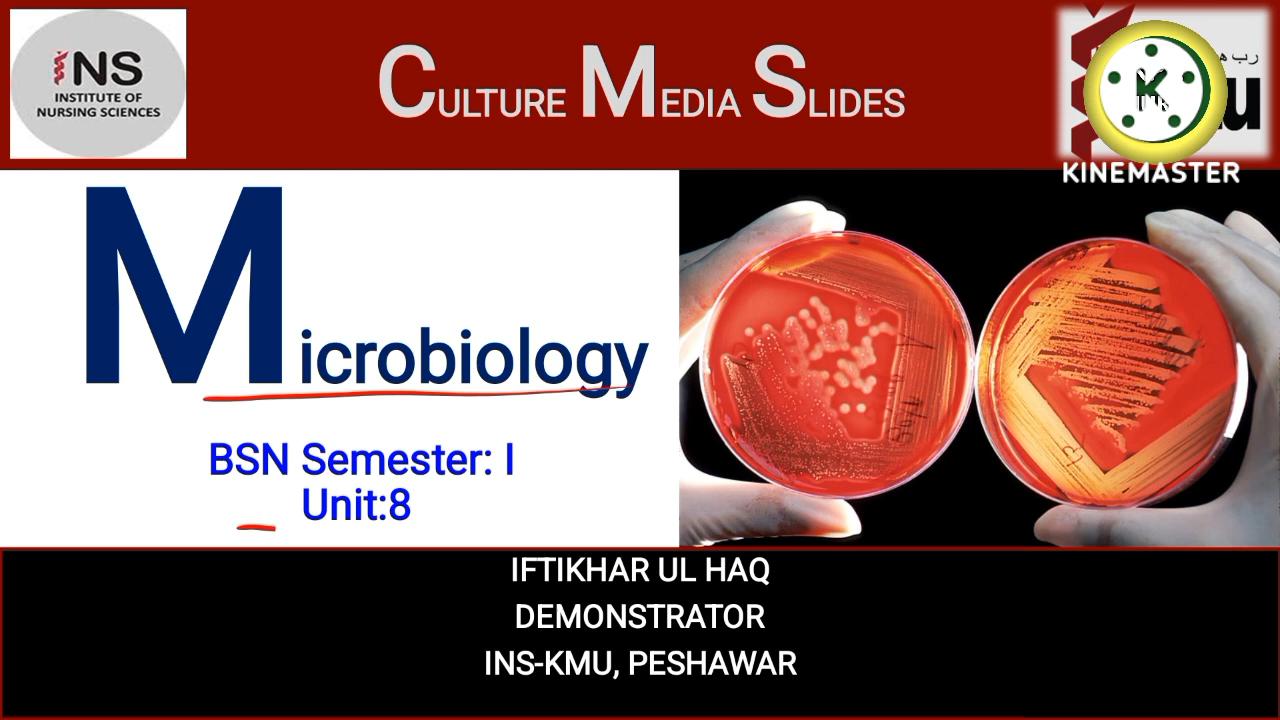 iNS
INSTITUTE OF
NURSING SCIENCES
CULTURE MEDIA SLIDES
K
KINEMASTER
Microbiology
BSN Semester: I
Unit:8
IFTIKHAR UL HAQ
DEMONSTRATOR
INS-KMU, PESHAWAR